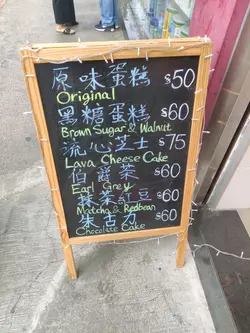 原味蛋糕 $50
Original
黑糖蛋糕 $60
Brown Sugar & Walnut
流心芝士 $75
Lava Cheese Cake
伯爵茶 $60
Earl Grey
抹茶紅豆 $60
Matcha & Redbean
朱古力 $60
Chocolate Cake